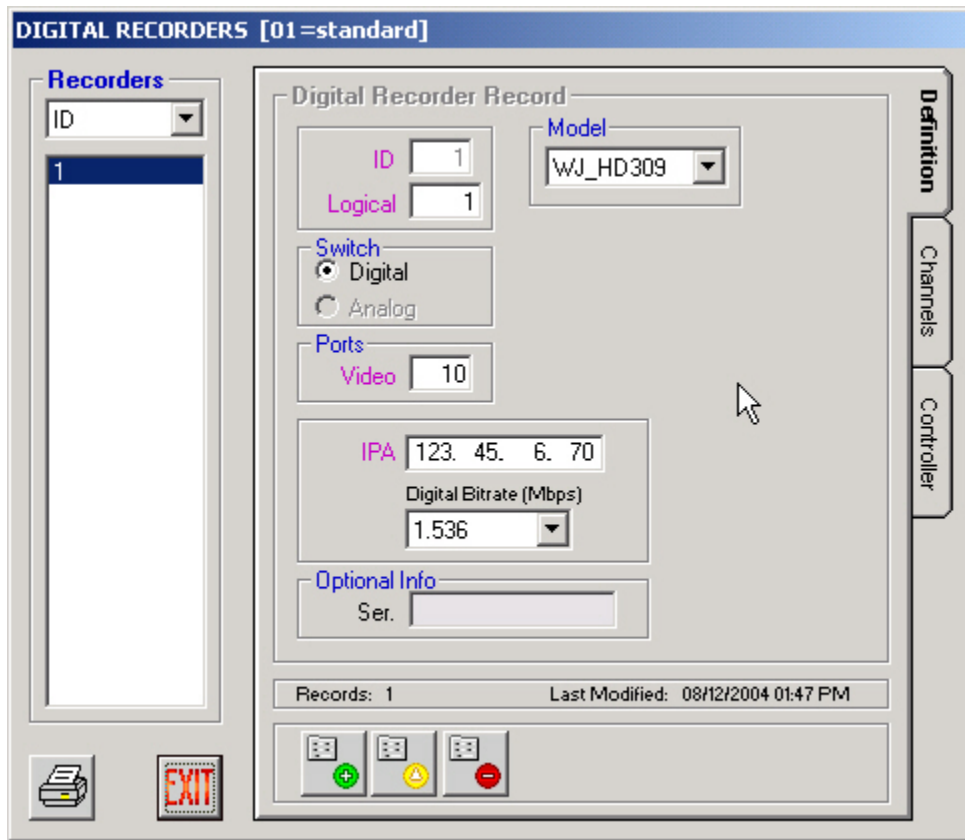 DIGITAL RECORDERS [01=standard]
Recorders
ID
1
Digital Recorder Record
ID 1
Logical 1
Model
WJ_HD309
Switch
Digital
Analog
Ports
Video 10
IPA 123. 45. 6. 70
Digital Bitrate (Mbps)
1.536
Optional Info
Ser.
Records: 1 Last Modified: 08/12/2004 01:47 PM
EXIT
Definition
Channels
Controller